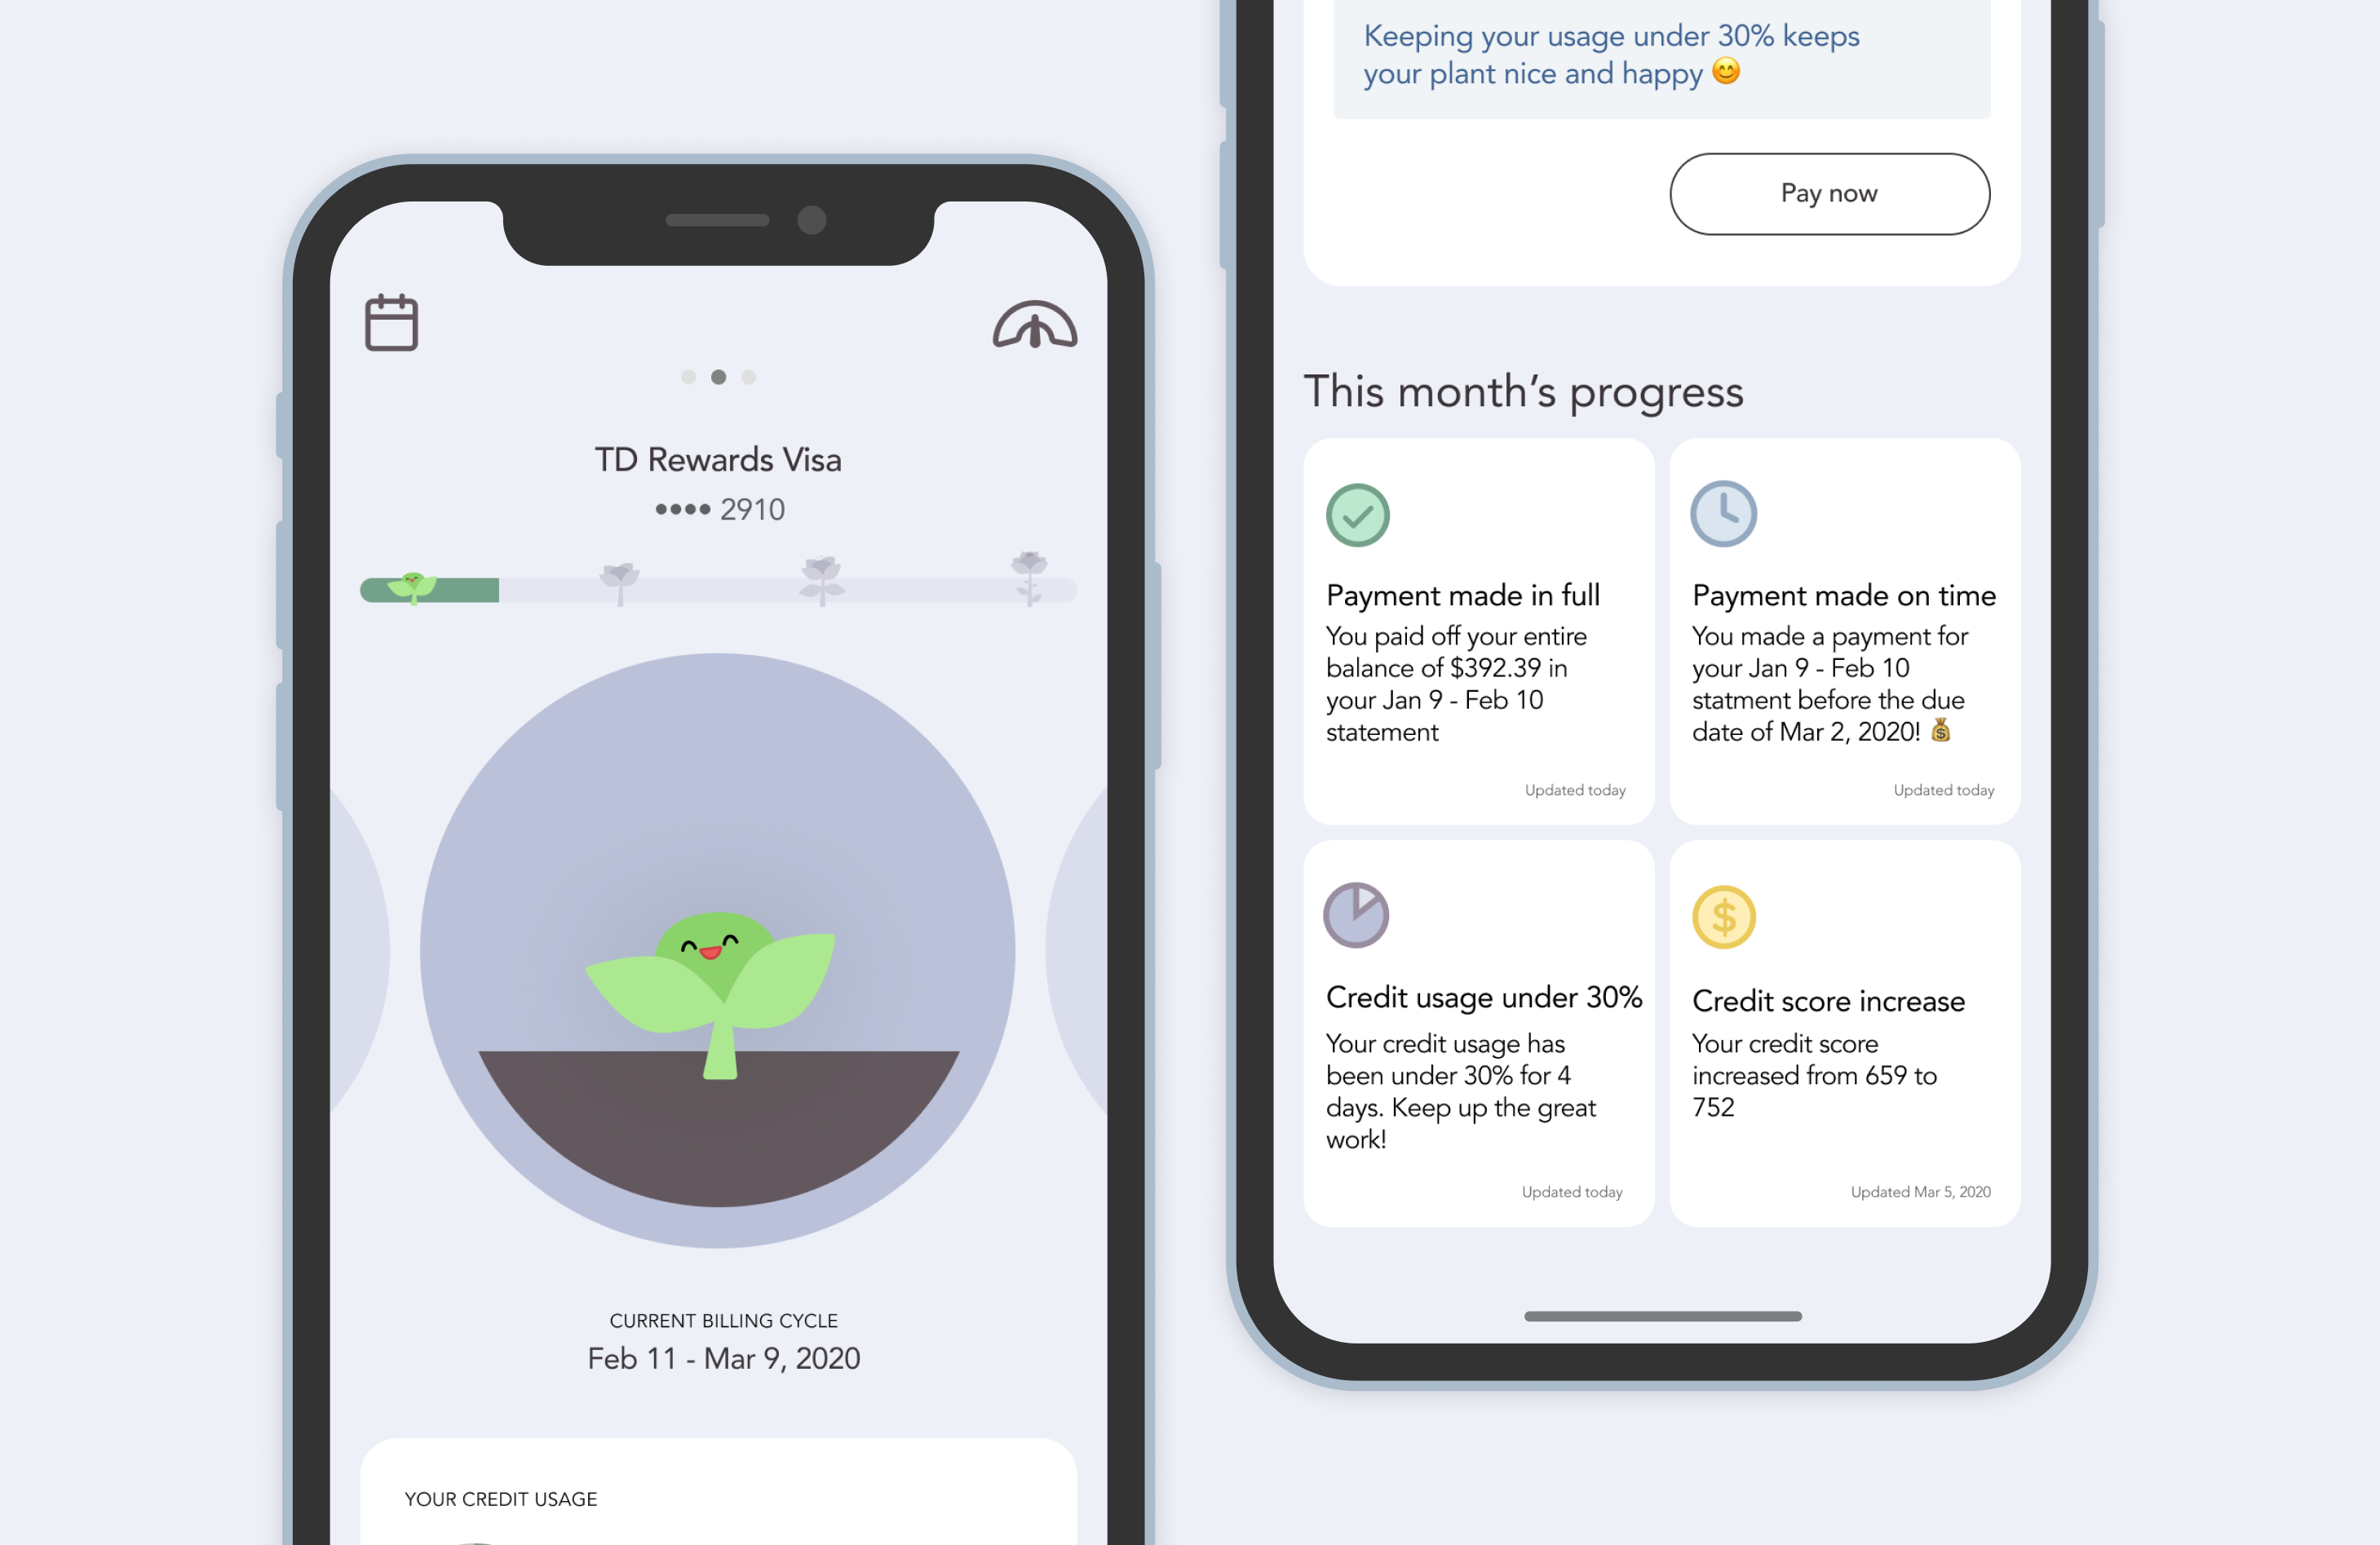 TD Rewards Visa
•••• 2910
CURRENT BILLING CYCLE
Feb 11 - Mar 9, 2020
YOUR CREDIT USAGE
Keeping your usage under 30% keeps
your plant nice and happy 😊
Pay now
This month's progress
Payment made in full
You paid off your entire
balance of $392.39 in
your Jan 9 - Feb 10
statement
Updated today
Payment made on time
You made a payment for
your Jan 9 - Feb 10
statment before the due
date of Mar 2, 2020! 💰
Updated today
Credit usage under 30%
Your credit usage has
been under 30% for 4
days. Keep up the great
work!
Updated today
$
Credit score increase
Your credit score
increased from 659 to
752
Updated Mar 5, 2020